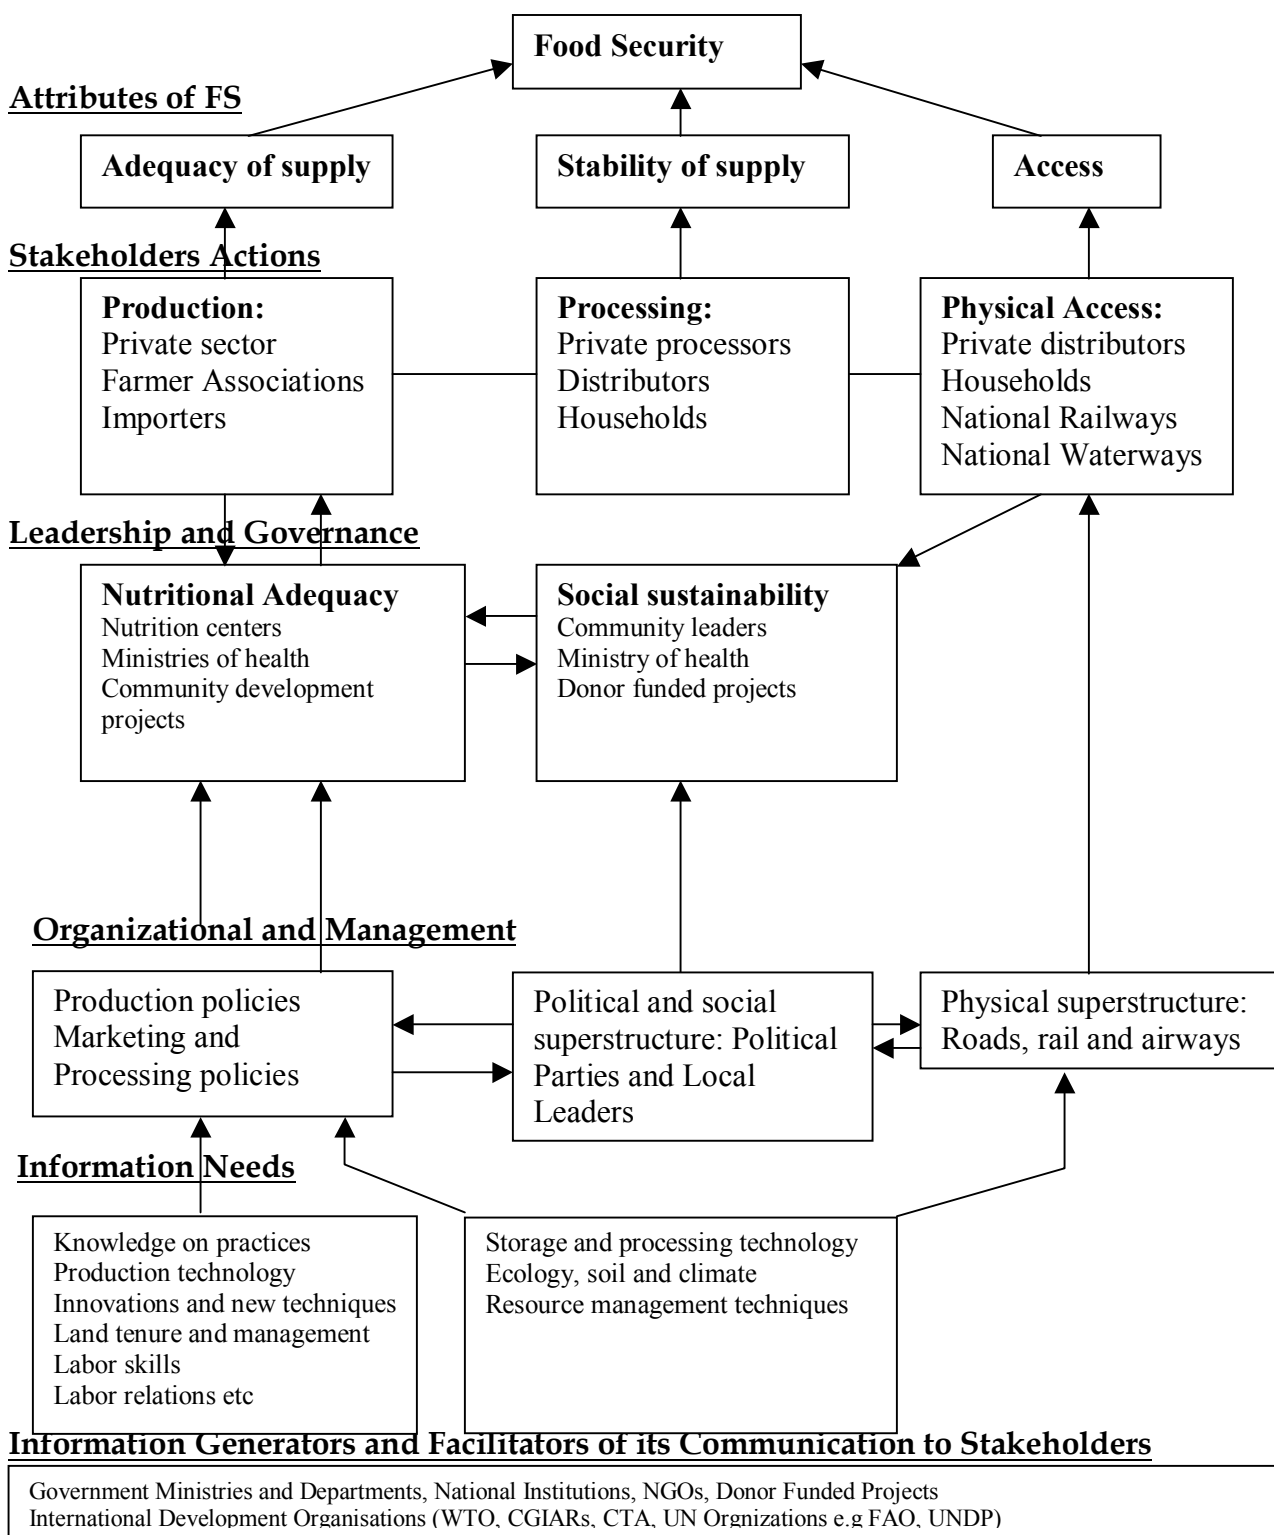 Food Security
Attributes of FS
Adequacy of supply
Stability of supply
Access
Stakeholders Actions
Production:
Private sector
Farmer Associations
Importers
Processing:
Private processors
Distributors
Households
Physical Access:
Private distributors
Households
National Railways
National Waterways
Leadership and Governance
Nutritional Adequacy
Nutrition centers
Ministries of health
Community development
projects
Social sustainability
Community leaders
Ministry of health
Donor funded projects
Organizational and Management
Production policies
Marketing and
Processing policies
Political and social
superstructure: Political
Parties and Local
Leaders
Physical superstructure:
Roads, rail and airways
Information Needs
Knowledge on practices
Production technology
Innovations and new techniques
Land tenure and management
Labor skills
Labor relations etc
Storage and processing technology
Ecology, soil and climate
Resource management techniques
Information Generators and Facilitators of its Communication to Stakeholders
Government Ministries and Departments, National Institutions, NGOs, Donor Funded Projects
International Development Organisations (WTO, CGIARs, CTA, UN Orgnizations e.g FAO, UNDP)